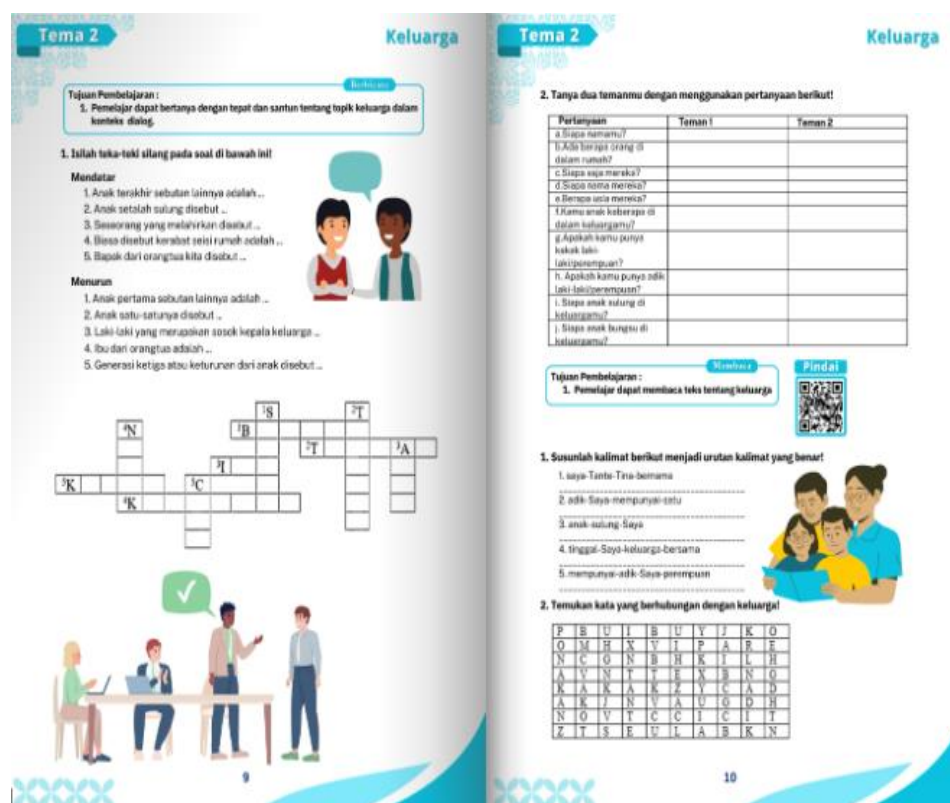 Tema 2
Keluarga
Berbicara
Tujuan Pembelajaran :
1. Pemelajar dapat bertanya dengan tepat dan santun tentang topik keluarga dalam
konteks dialog.
1. Isilah teka-teki silang pada soal di bawah ini!
Mendatar
1. Anak terakhir sebutan lainnya adalah ...
2. Anak setalah sulung disebut ...
3. Seseorang yang melahirkan disebut ...
4. Biasa disebut kerabat seisi rumah adalah ...
5. Bapak dari orangtua kita disebut ...
Menurun
1. Anak pertama sebutan lainnya adalah ...
2. Anak satu-satunya disebut ..
3. Laki-laki yang merupakan sosok kepala keluarga ...
4. Ibu dari orangtua adalah ...
5. Generasi ketiga atau keturunan dari anak disebut ...
1S 2T
4N 1B
2T 3A
3I
5K 5C
4K
9
Tema 2
Keluarga
2. Tanya dua temanmu dengan menggunakan pertanyaan berikut!
Pertanyaan Teman 1 Teman 2
a.Siapa namamu?
b.Ada berapa orang di
dalam rumah?
c.Siapa saja mereka?
d.Siapa nama mereka?
e.Berapa usia mereka?
f.Kamu anak keberapa di
dalam keluargamu?
g.Apakah kamu punya
kakak laki-
laki/perempuan?
h. Apakah kamu punya adik
laki-laki/perempuan?
i. Siapa anak sulung di
keluargamu?
j. Siapa anak bungsu di
keluargamu?
Membaca
Pindai
Tujuan Pembelajaran :
1. Pemelajar dapat membaca teks tentang keluarga
1. Susunlah kalimat berikut menjadi urutan kalimat yang benar!
1. saya-Tante-Tina-bernama
2. adik-Saya-mempunyai-satu
3. anak-sulung-Saya
4. tinggal-Saya-keluarga-bersama
5. mempunyai-adik-Saya-perempuan
2. Temukan kata yang berhubungan dengan keluarga!
P B U I B U Y J K O
O M H X V I P A R E
N C G N B H K I L H
A V N T T E X B N O
K A K A K Z Y C A D
A K J N V A U G D H
N O V T C C I C I T
Z T S E U L A B K N
10